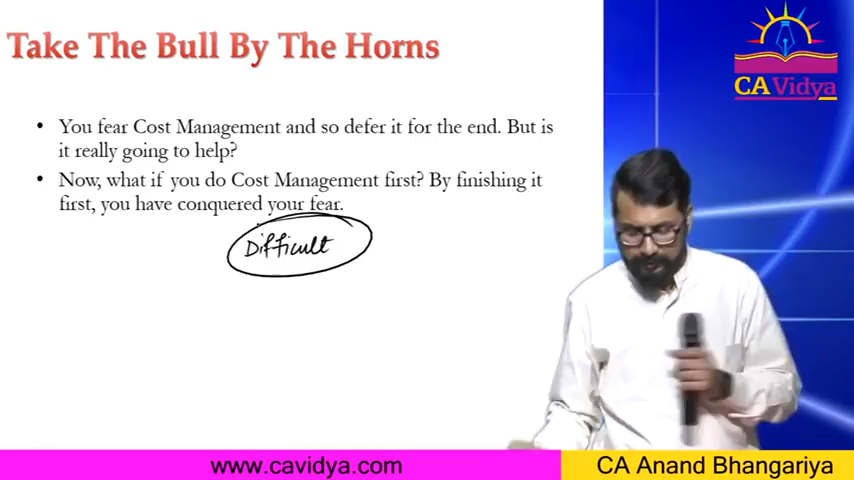 Take The Bull By The Horns
CA Vidya
• You fear Cost Management and so defer it for the end. But is
it really going to help?
• Now, what if you do Cost Management first? By finishing it
first, you have conquered your fear.
Difficult
www.cavidya.com
CA Anand Bhangariya